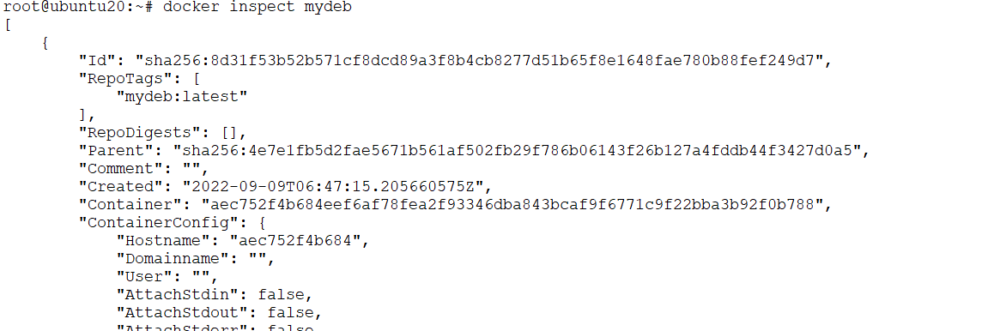 root@ubuntu20:~# docker inspect mydeb
[
    {
        "Id": "sha256:8d31f53b52b571cf8dcd89a3f8b4cb8277d51b65f8e1648fae780b88fef249d7",
        "RepoTags": [
            "mydeb:latest"
        ],
        "RepoDigests": [],
        "Parent": "sha256:4e7e1fb5d2fae5671b561af502fb29f786b06143f26b127a4fddb44f3427d0a5",
        "Comment": "",
        "Created": "2022-09-09T06:47:15.205660575Z",
        "Container": "aec752f4b684eef6af78fea2f93346dba843bcaf9f6771c9f22bba3b92f0b788",
        "ContainerConfig": {
            "Hostname": "aec752f4b684",
            "Domainname": "",
            "User": "",
            "AttachStdin": false,
            "AttachStdout": false,
            "AttachStderr": false,